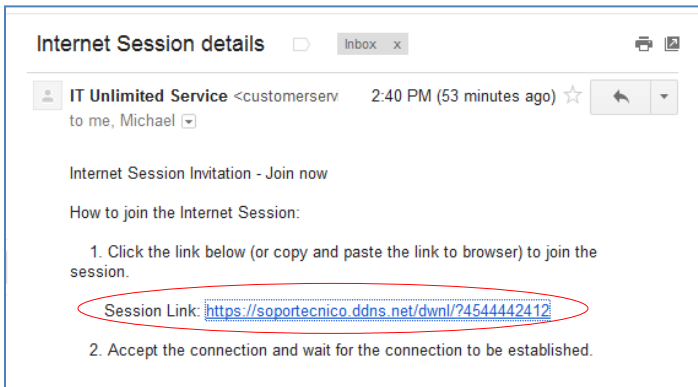 Internet Session details Inbox x
IT Unlimited Service <customerserv 2:40 PM (53 minutes ago)
to me, Michael
Internet Session Invitation - Join now
How to join the Internet Session:
1. Click the link below (or copy and paste the link to browser) to join the
session.
Session Link: https://soportecnico.ddns.net/dwnl/?4544442412
2. Accept the connection and wait for the connection to be established.